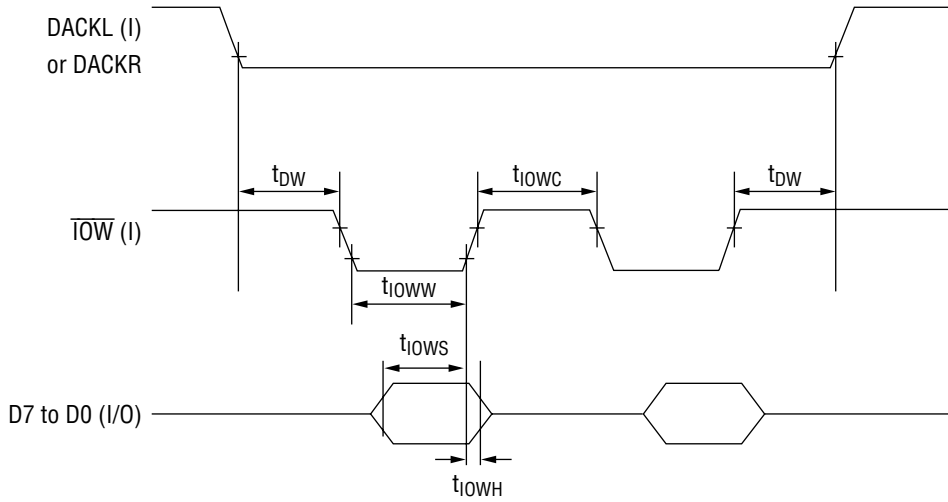 DACKL (I)
or DACKR
tDW
tIOWC
tDW
IOW (I)
tIOWW
tIOWS
D7 to D0 (I/O)
tIOWH